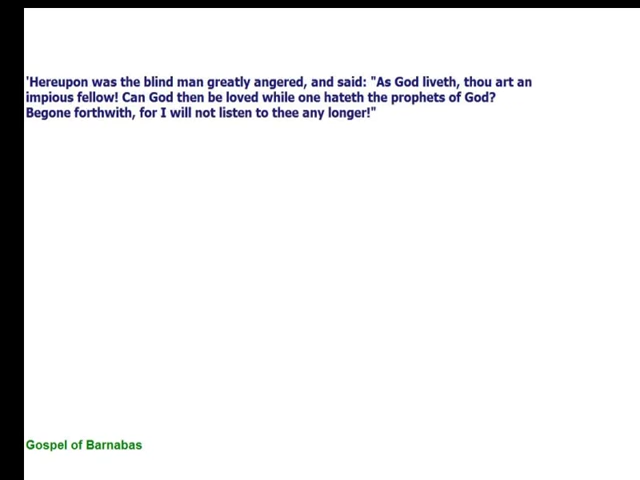 'Hereupon was the blind man greatly angered, and said: "As God liveth, thou art an
impious fellow! Can God then be loved while one hateth the prophets of God?
Begone forthwith, for I will not listen to thee any longer!"
Gospel of Barnabas